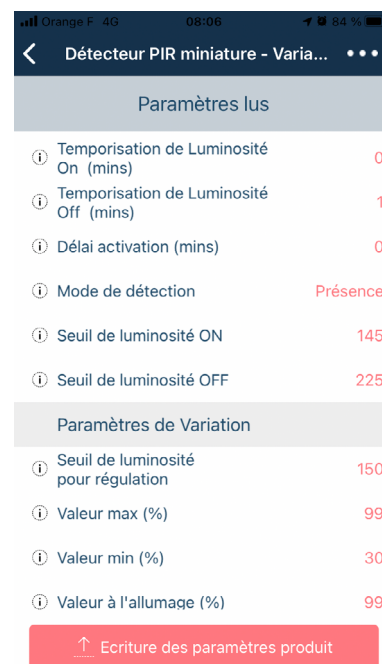 Orange F 4G 08:06 84 %
Détecteur PIR miniature - Varia...
Paramètres lus
Temporisation de Luminosité
On (mins) 0
Temporisation de Luminosité
Off (mins) 1
Délai activation (mins) 0
Mode de détection Présence
Seuil de luminosité ON 145
Seuil de luminosité OFF 225
Paramètres de Variation
Seuil de luminosité
pour régulation 150
Valeur max (%) 99
Valeur min (%) 30
Valeur à l'allumage (%) 99
Ecriture des paramètres produit